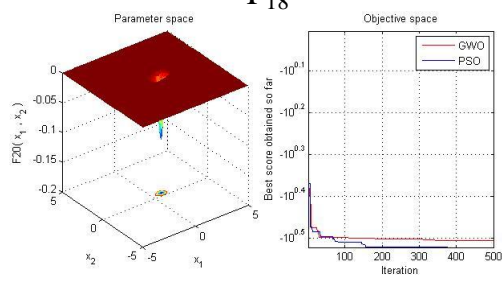 F18
Parameter space
0
-0.05
-0.1
-0.15
-0.2
F20( x1 , x2 )
5
0
-5
x2
-5
0
5
x1
Objective space
GWO
PSO
-10^0.1
-10^0.2
-10^0.3
-10^0.4
-10^0.5
Best score obtained so far
100 200 300 400 500
Iteration